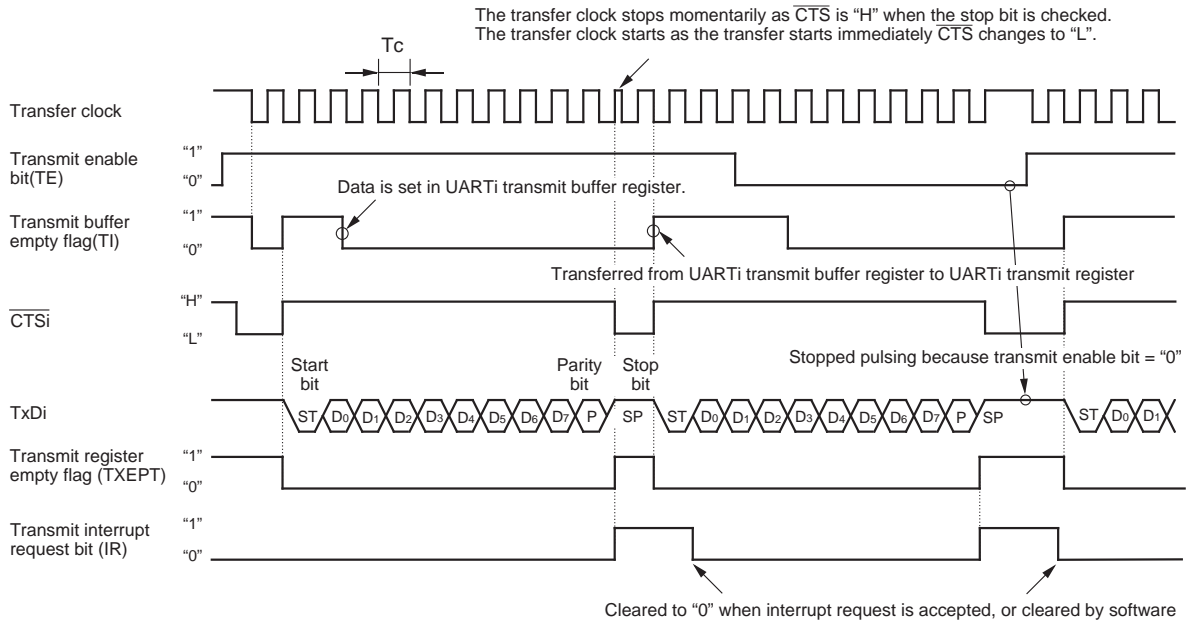 The transfer clock stops momentarily as CTS is “H” when the stop bit is checked.
The transfer clock starts as the transfer starts immediately CTS changes to “L”.
Tc
Transfer clock
Transmit enable
bit(TE)
“1”
“0”
Data is set in UARTi transmit buffer register.
Transmit buffer
empty flag(TI)
“1”
“0”
Transferred from UARTi transmit buffer register to UARTi transmit register
CTSi
“H”
“L”
Stopped pulsing because transmit enable bit = “0”
Start
bit
Parity
bit
Stop
bit
TxDi
ST D0 D1 D2 D3 D4 D5 D6 D7 P SP ST D0 D1 D2 D3 D4 D5 D6 D7 P SP ST D0 D1
Transmit register
empty flag (TXEPT)
“1”
“0”
Transmit interrupt
request bit (IR)
“1”
“0”
Cleared to “0” when interrupt request is accepted, or cleared by software